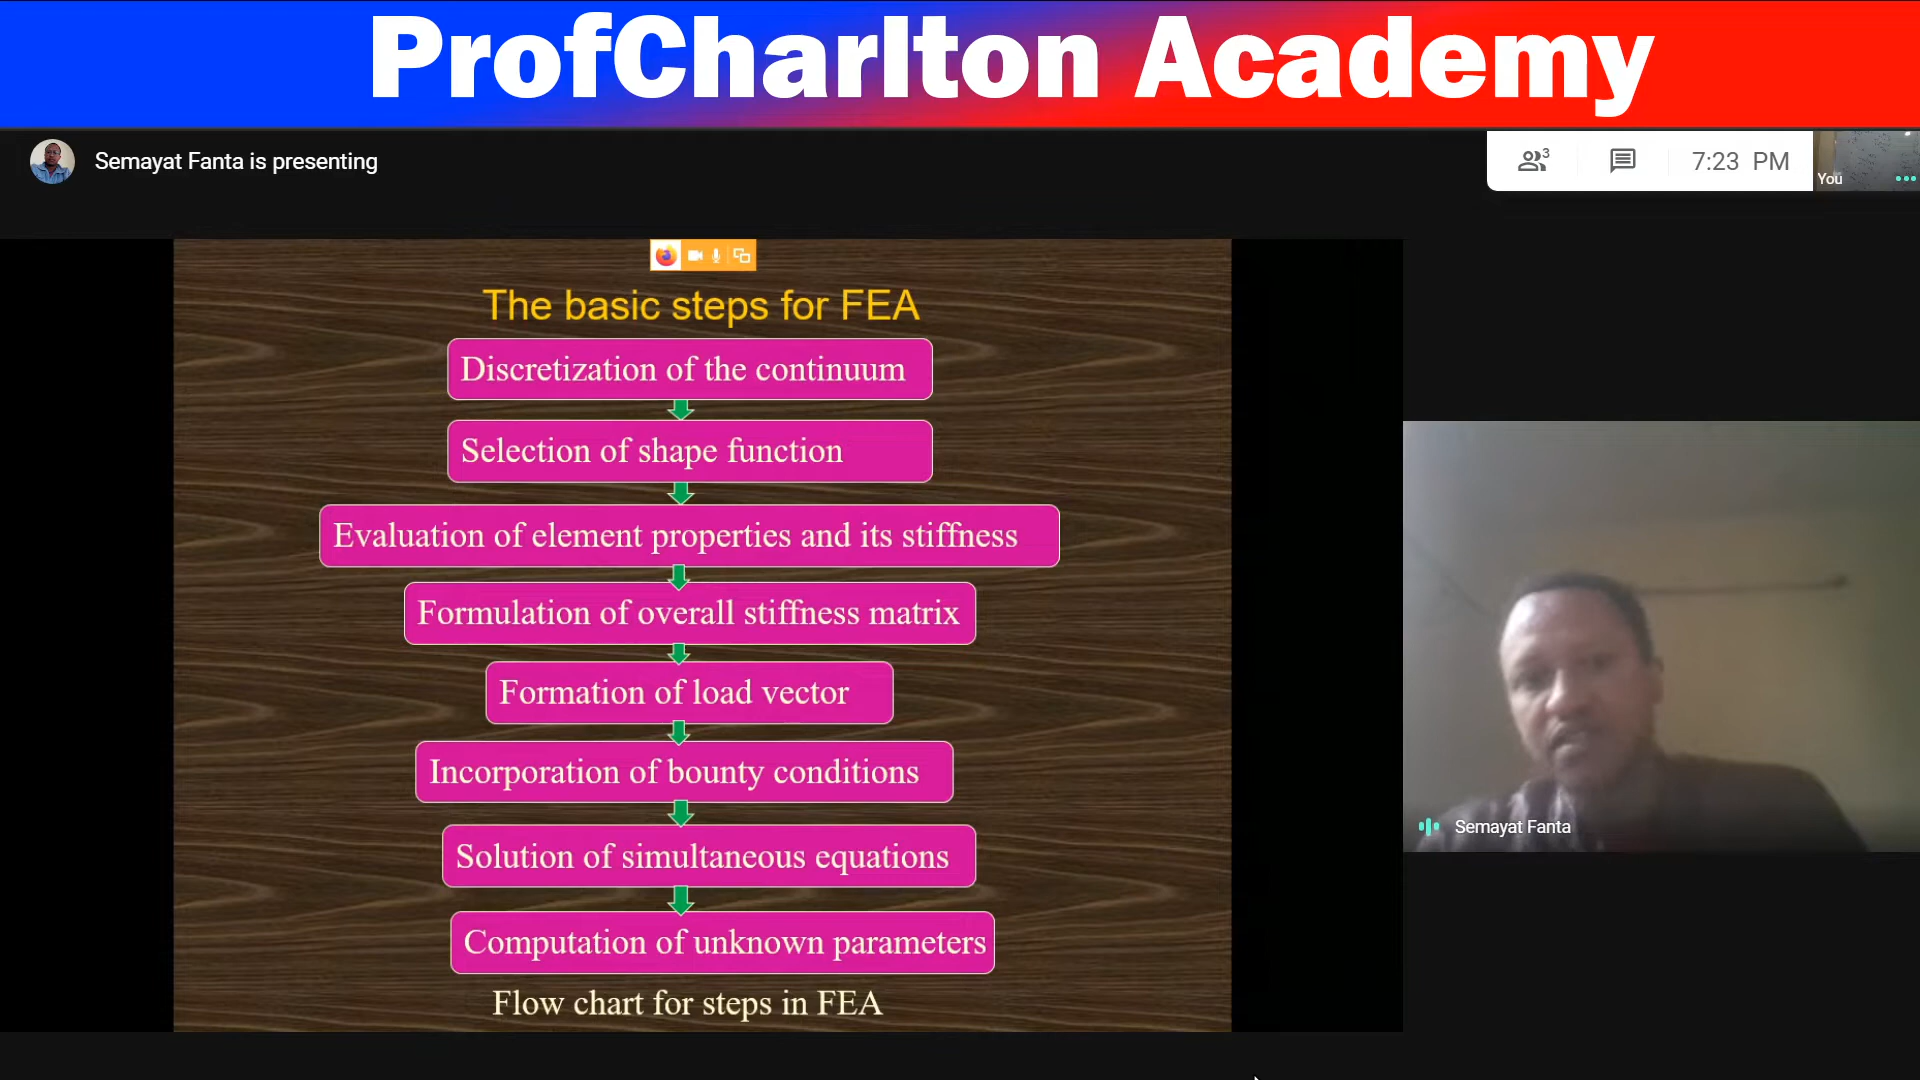 ProfCharlton Academy
Semayat Fanta is presenting
3
7:23 PM
You
The basic steps for FEA
Discretization of the continuum
Selection of shape function
Evaluation of element properties and its stiffness
Formulation of overall stiffness matrix
Formation of load vector
Incorporation of bounty conditions
Solution of simultaneous equations
Computation of unknown parameters
Flow chart for steps in FEA
Semayat Fanta